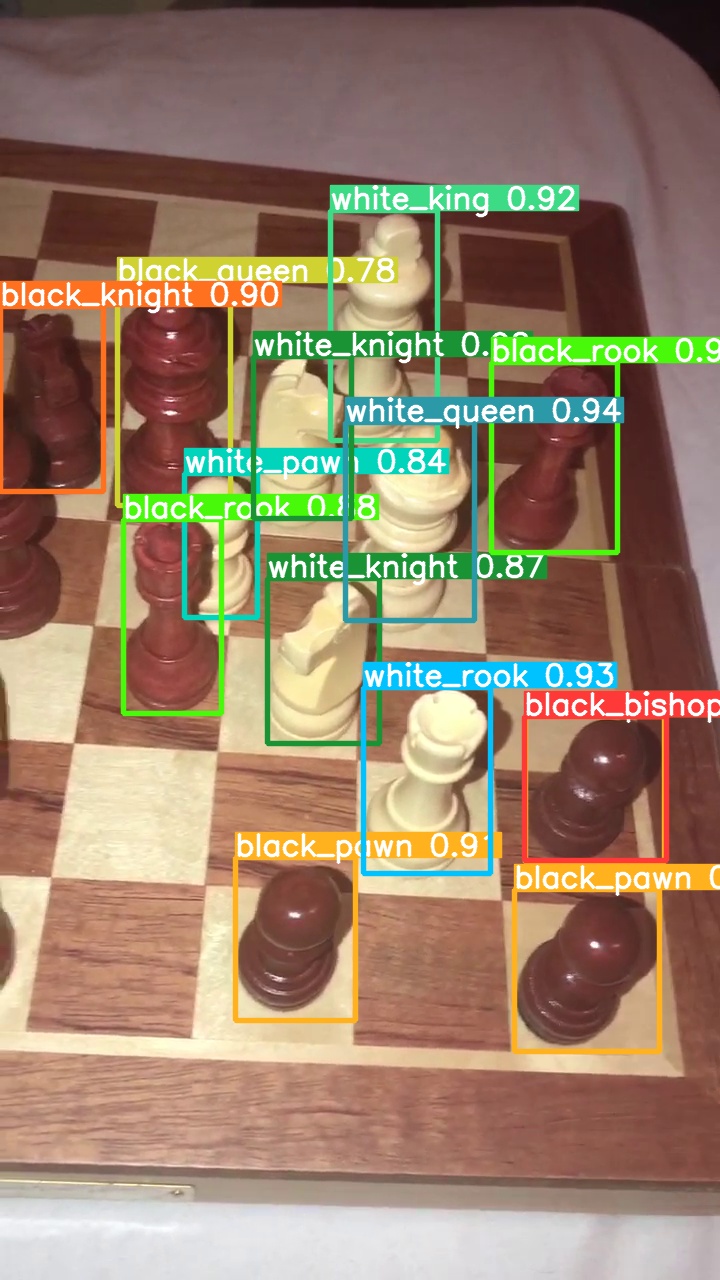 white_king 0.92
black_queen 0.78
black_knight 0.90
white_knight 0.
black_rook 0.9
white_queen 0.94
white_pawn 0.84
black_rook 0.88
white_knight 0.87
white_rook 0.93
black_bishop
black_pawn 0.91
black_pawn 0